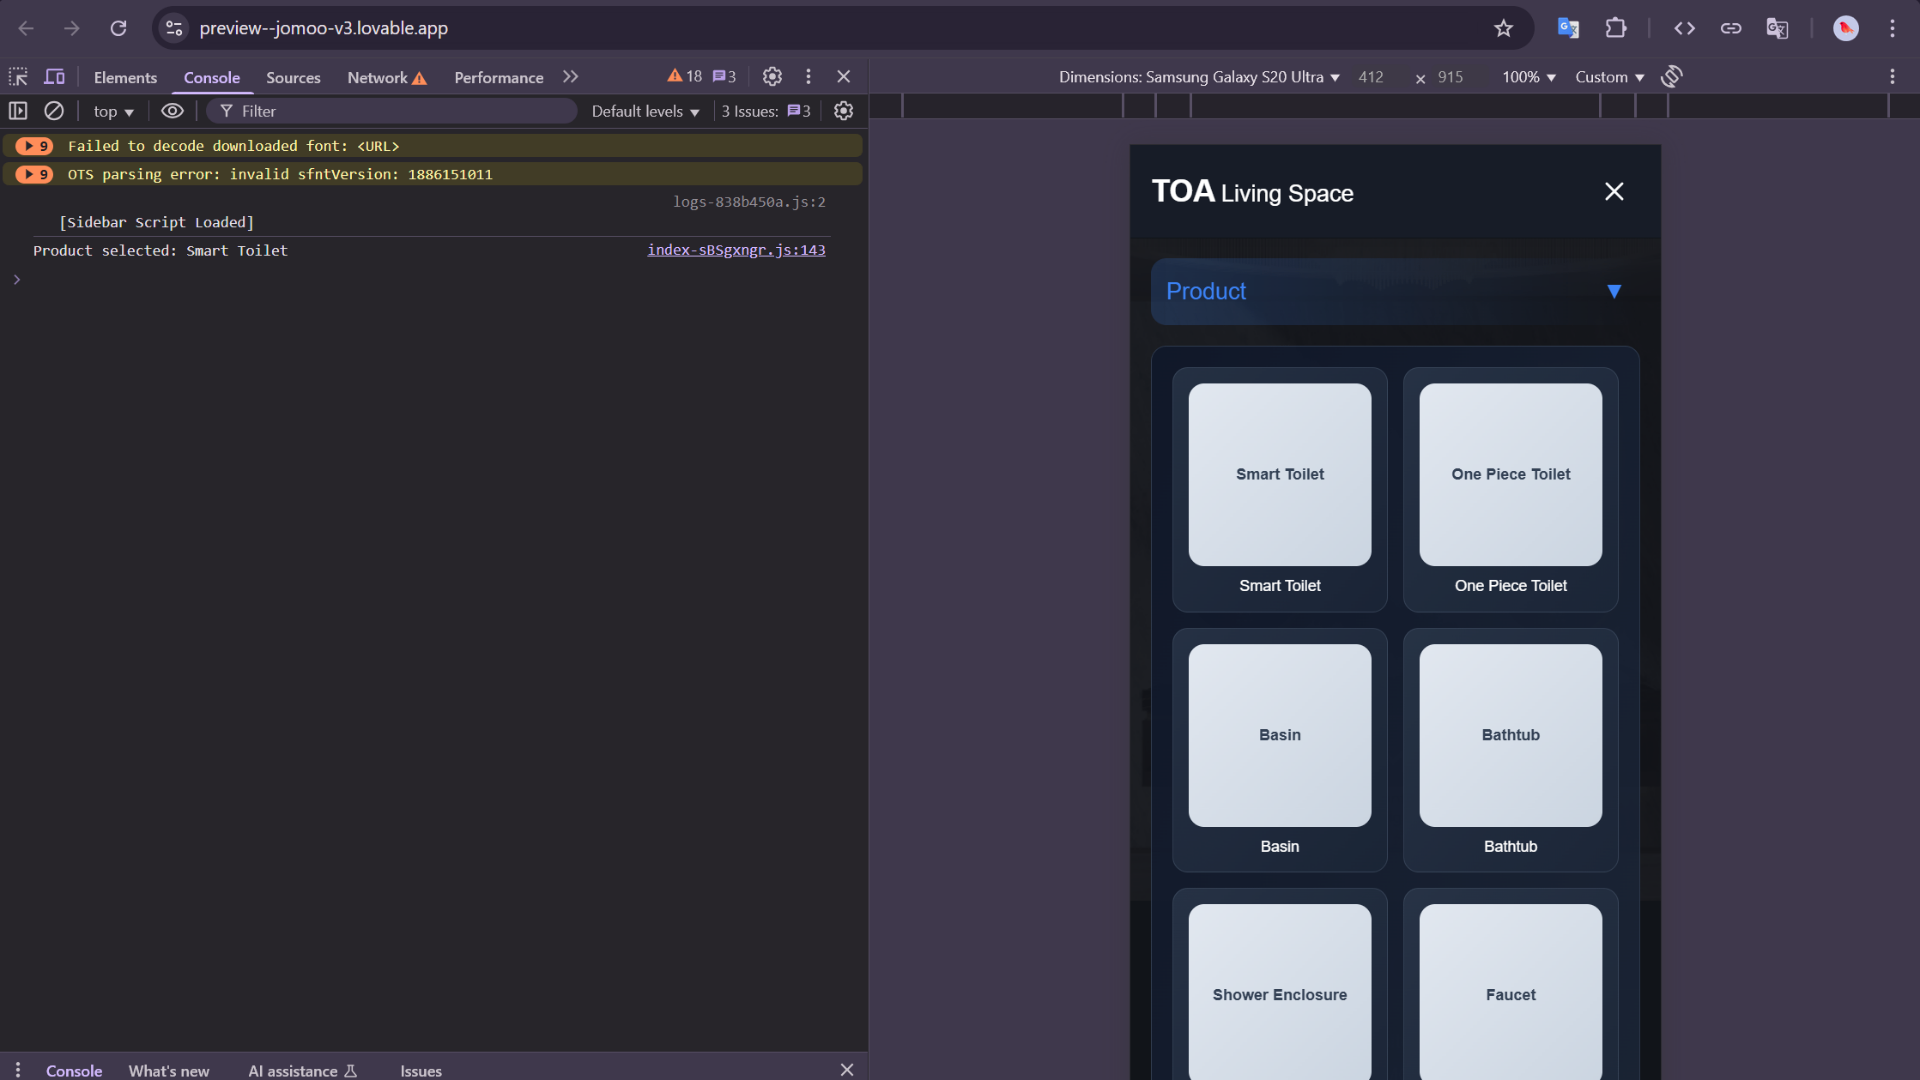 preview--jomoo-v3.lovable.app
Elements Console Sources Network Performance 18 3
Dimensions: Samsung Galaxy S20 Ultra 412 × 915 100% Custom
top Filter Default levels 3 Issues: 3
9 Failed to decode downloaded font: <URL>
9 OTS parsing error: invalid sfntVersion: 1886151011
logs-838b450a.js:2
[Sidebar Script Loaded]
Product selected: Smart Toilet index-sBSgxngr.js:143
TOA Living Space
Product
Smart Toilet One Piece Toilet
Smart Toilet One Piece Toilet
Basin Bathtub
Basin Bathtub
Shower Enclosure Faucet
Console What's new AI assistance Issues